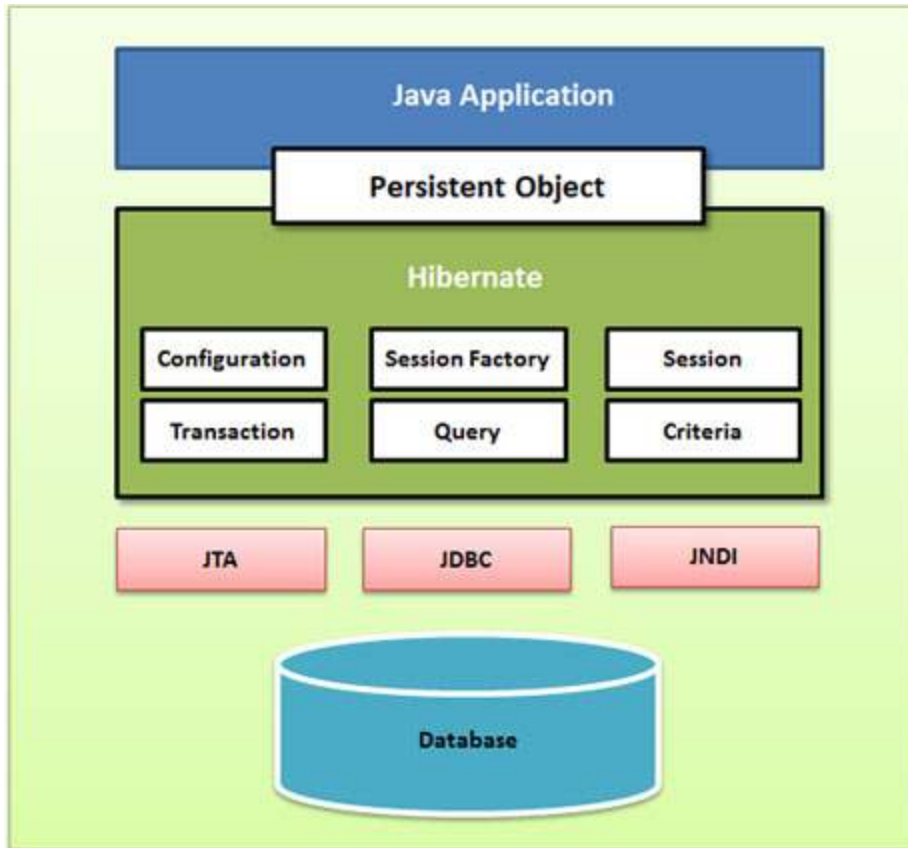 Java Application
Persistent Object
Hibernate
Configuration
Session Factory
Session
Transaction
Query
Criteria
JTA
JDBC
JNDI
Database